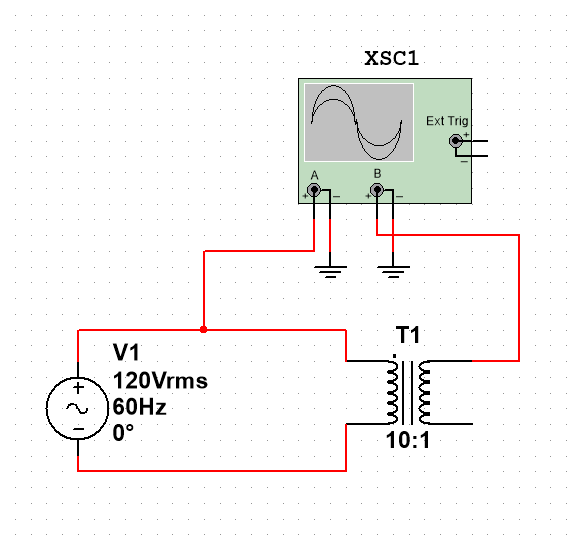 XSC1
Ext Trig
+
–
A
B
+
–
+
–
T1
V1
120Vrms
60Hz
0°
+
–
10:1